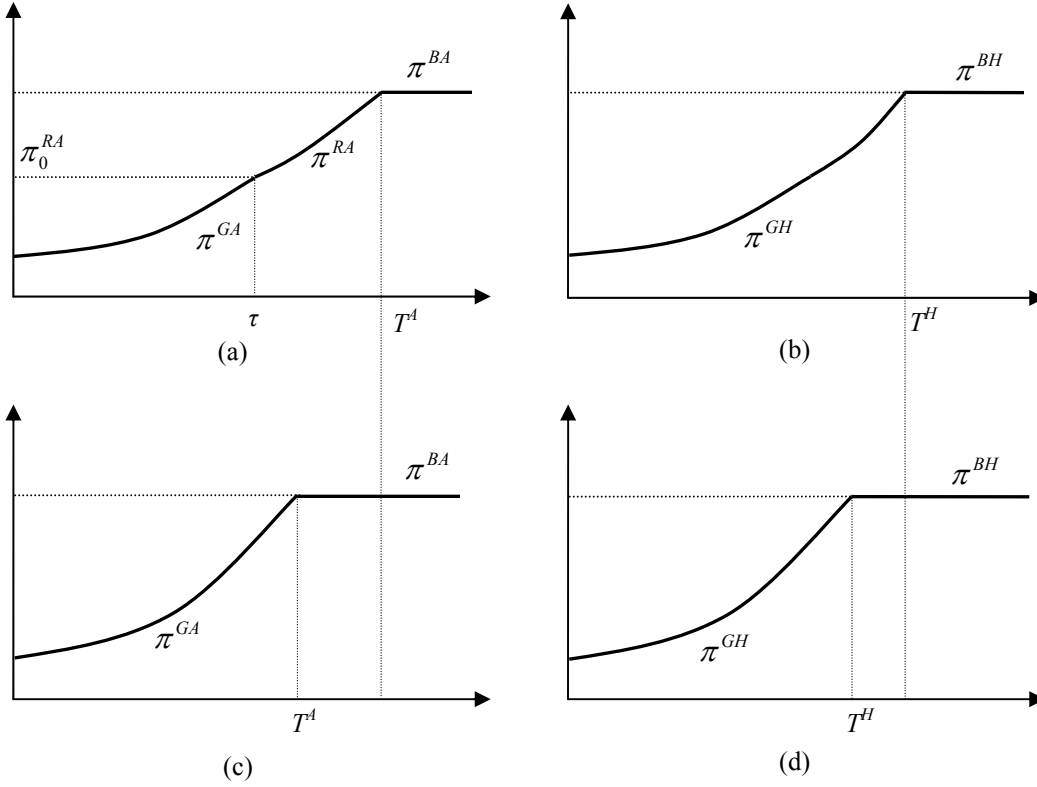 π^{BA}
π_0^{RA}
π^{RA}
π^{GA}
τ
T^A
(a)
π^{BH}
π^{GH}
T^H
(b)
π^{BA}
π^{GA}
T^A
(c)
π^{BH}
π^{GH}
T^H
(d)